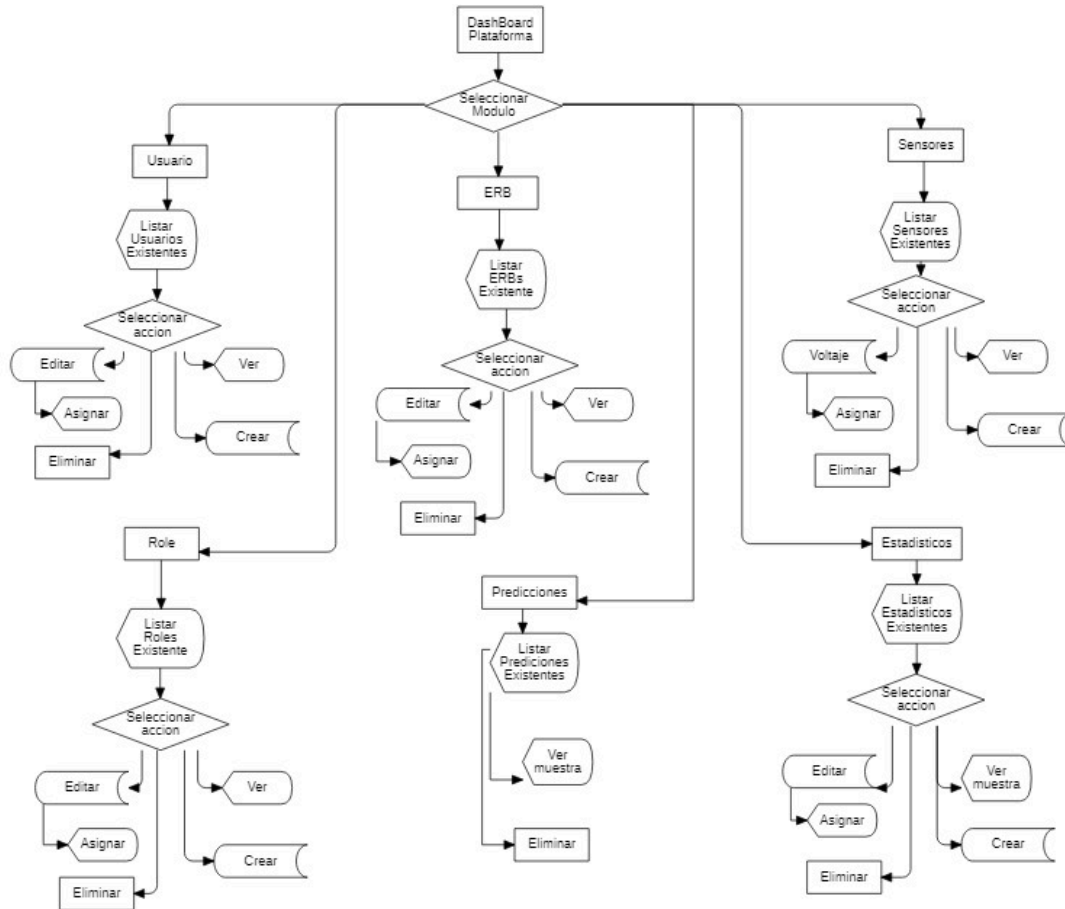 DashBoard
Plataforma
Seleccionar
Modulo
Usuario
Listar
Usuarios
Existentes
Seleccionar
accion
Editar
Ver
Asignar
Crear
Eliminar
ERB
Listar
ERBs
Existente
Seleccionar
accion
Editar
Ver
Asignar
Crear
Eliminar
Sensores
Listar
Sensores
Existentes
Seleccionar
accion
Voltaje
Ver
Asignar
Crear
Eliminar
Role
Listar
Roles
Existente
Seleccionar
accion
Editar
Ver
Asignar
Crear
Eliminar
Predicciones
Listar
Prediciones
Existentes
Ver
muestra
Eliminar
Estadisticos
Listar
Estadisticos
Existentes
Seleccionar
accion
Editar
Ver
muestra
Asignar
Crear
Eliminar